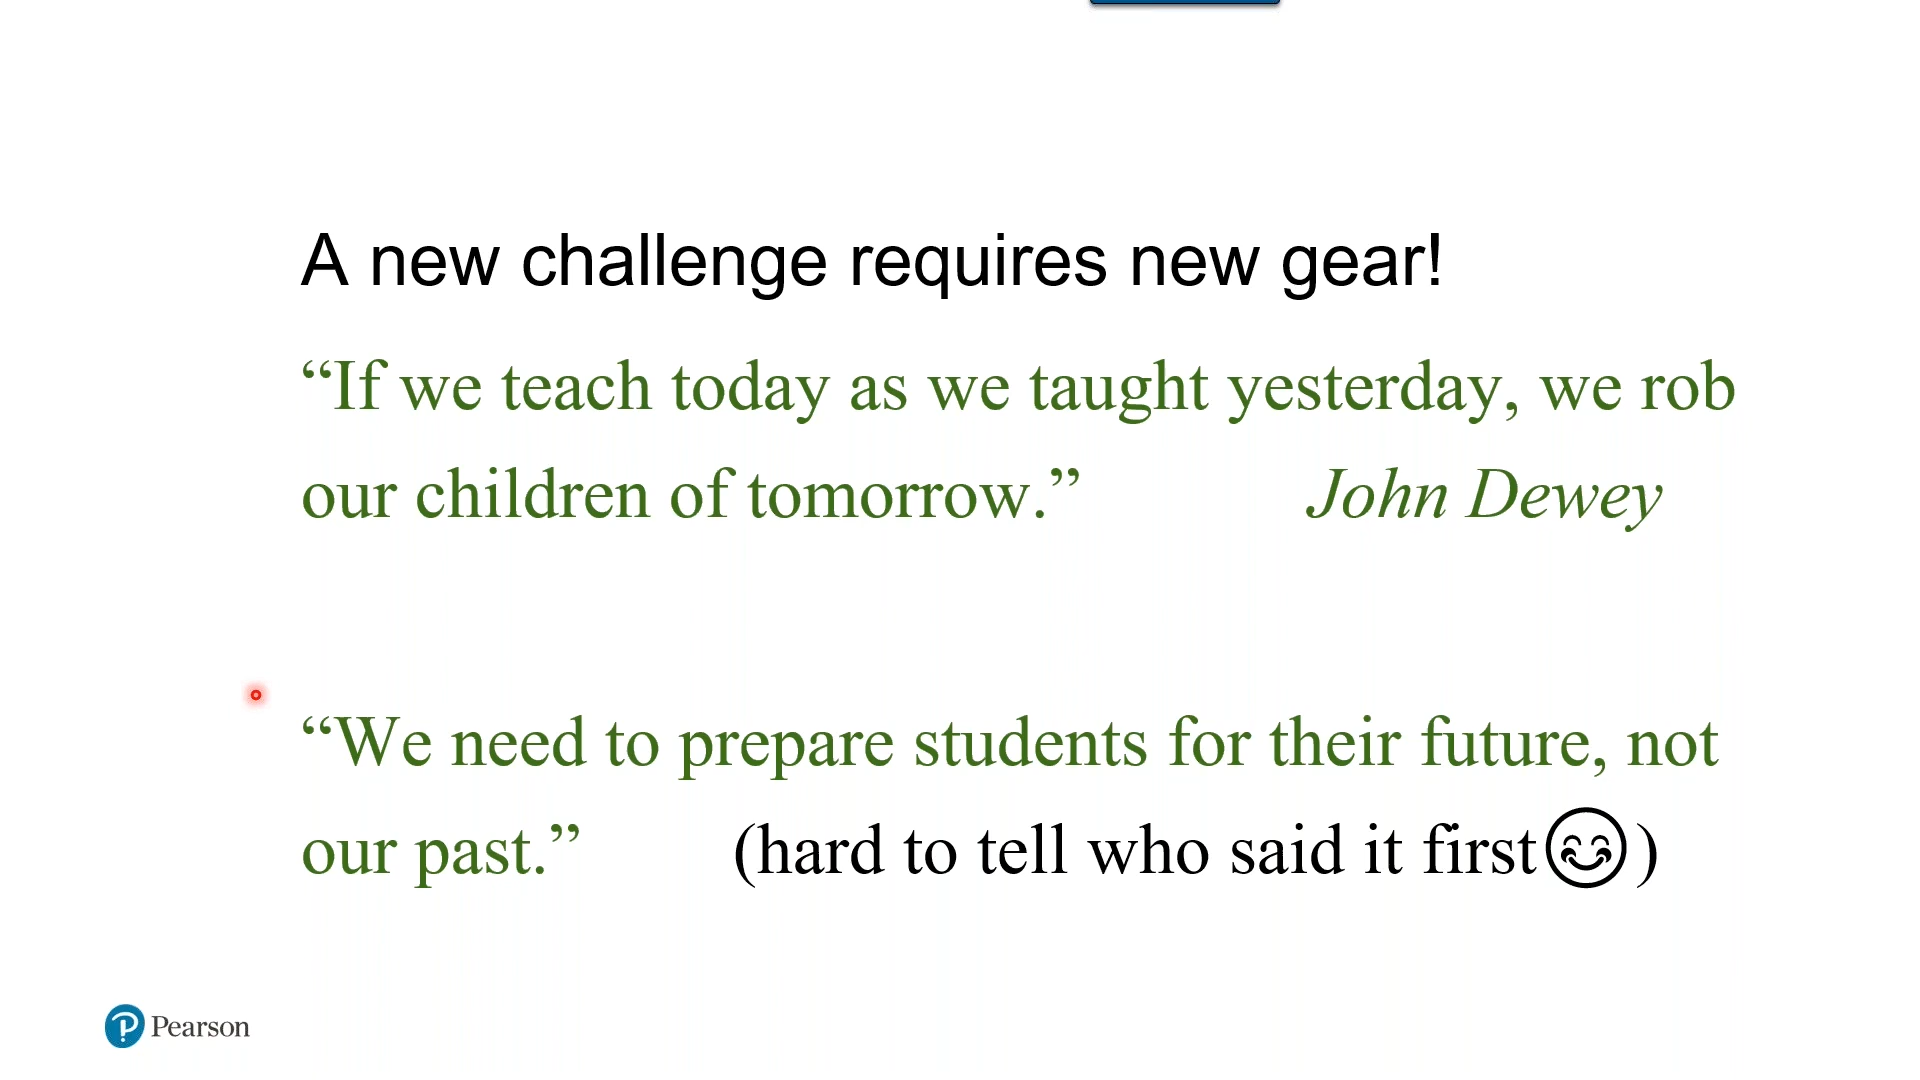 A new challenge requires new gear!
“If we teach today as we taught yesterday, we rob
our children of tomorrow.” John Dewey
“We need to prepare students for their future, not
our past.” (hard to tell who said it first😊)
Pearson